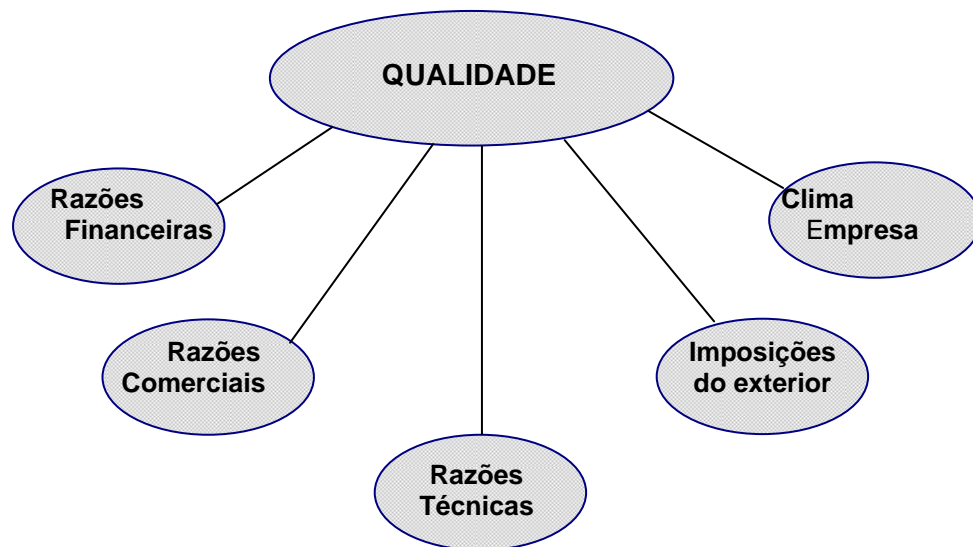 QUALIDADE
Razões
Financeiras
Clima
Empresa
Razões
Comerciais
Imposições
do exterior
Razões
Técnicas